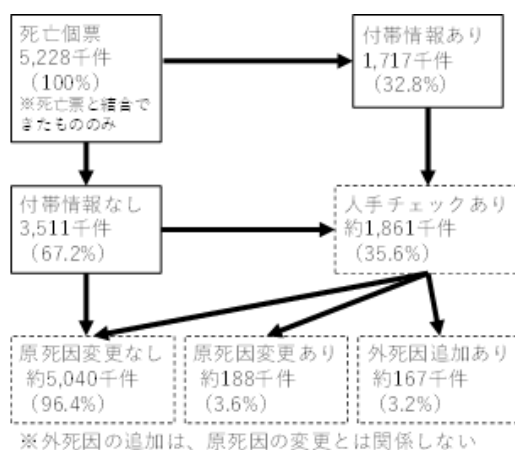 死亡個票
5,228千件
（100%）
※死亡票と結合で
きたもののみ
付帯情報あり
1,717千件
（32.8%）
付帯情報なし
3,511千件
（67.2%）
人手チェックあり
約1,861千件
（35.6%）
原死因変更なし
約5,040千件
（96.4%）
原死因変更あり
約188千件
（3.6%）
外死因追加あり
約167千件
（3.2%）
※外死因の追加は、原死因の変更とは関係しない